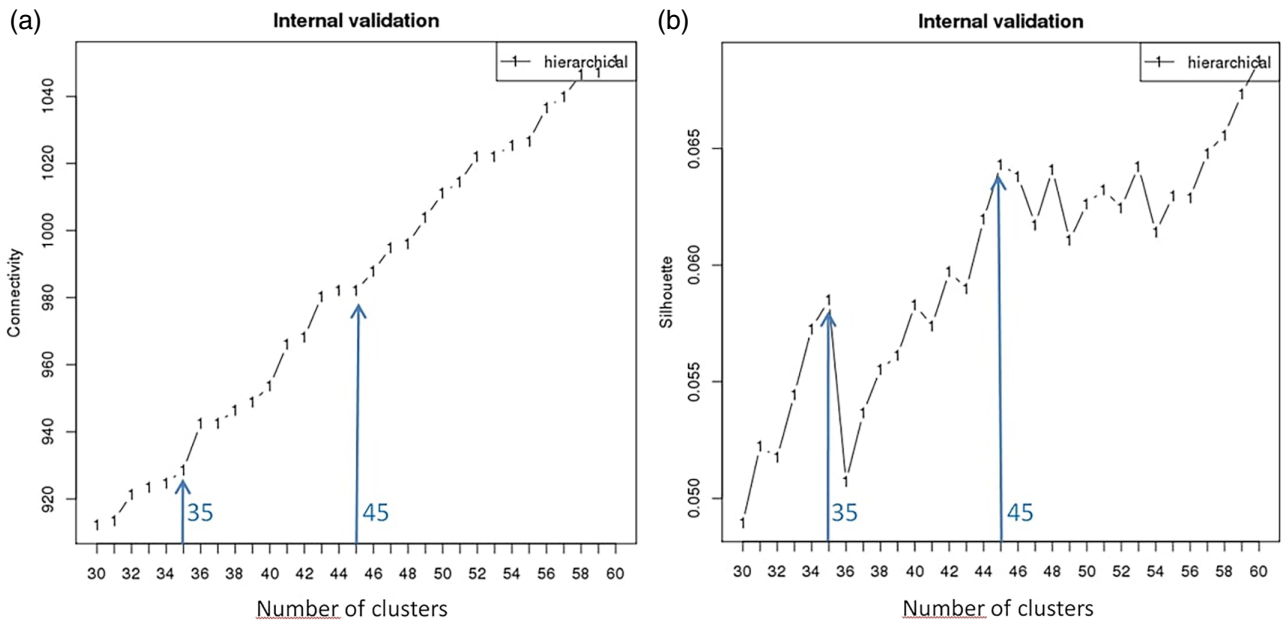 (a)
Internal validation
1 hierarchical
1040
1020
1000
980
960
940
920
Connectivity
35
45
30 32 34 36 38 40 42 44 46 48 50 52 54 56 58 60
Number of clusters
(b)
Internal validation
1 hierarchical
0.065
0.060
0.055
0.050
Silhouette
35
45
30 32 34 36 38 40 42 44 46 48 50 52 54 56 58 60
Number of clusters